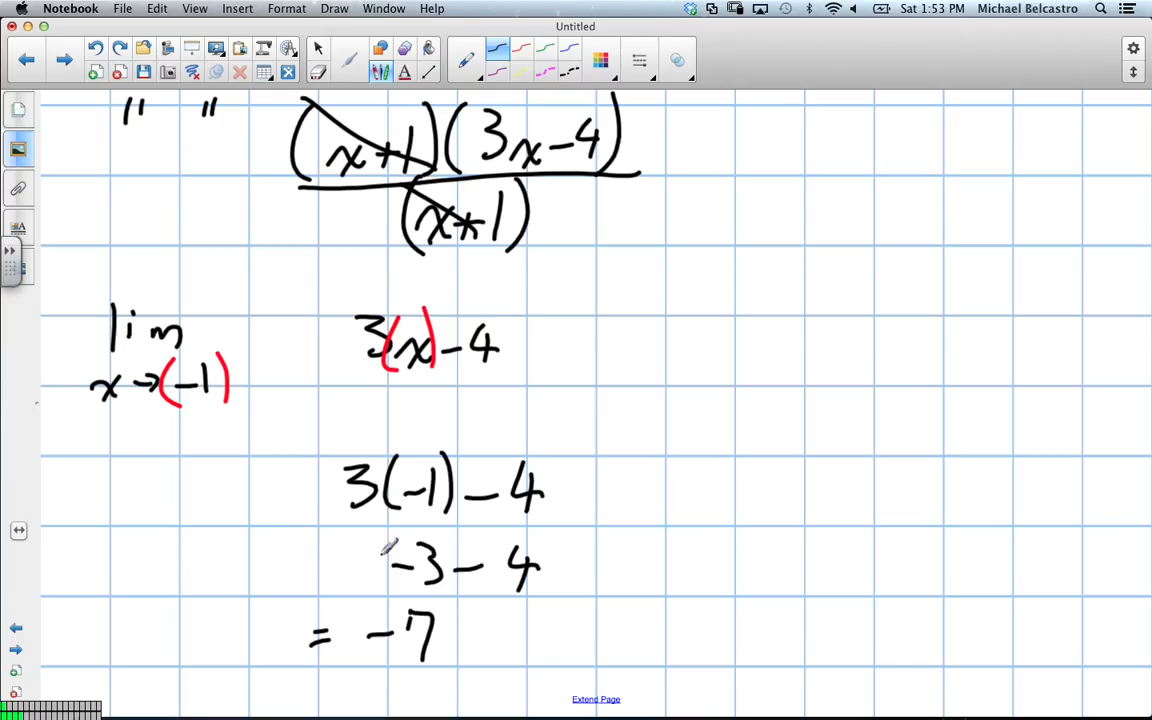 Notebook File Edit View Insert Format Draw Window Help Sat 1:53 PM Michael Belcastro
Untitled
" " (x+1)(3x-4)
(x+1)
lim 3(x)-4
x→(-1)
3(-1)-4
-3-4
= -7
Extend Page